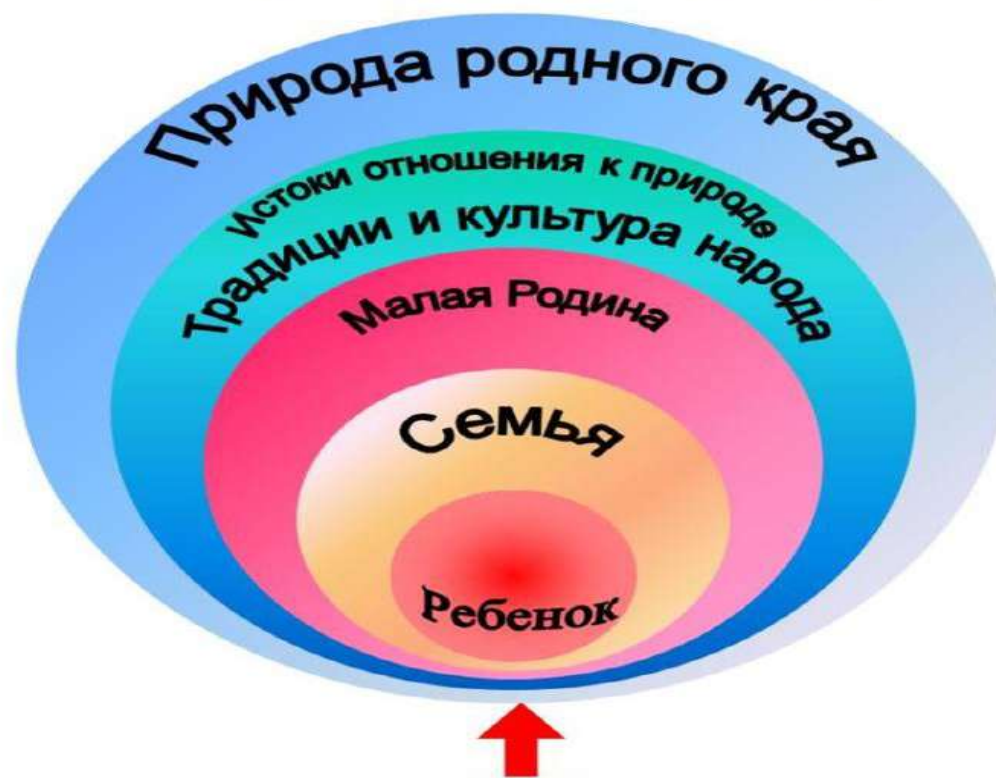 Природа родного края
Истоки отношения к природе
Традиции и культура народа
Малая Родина
Семья
Ребенок